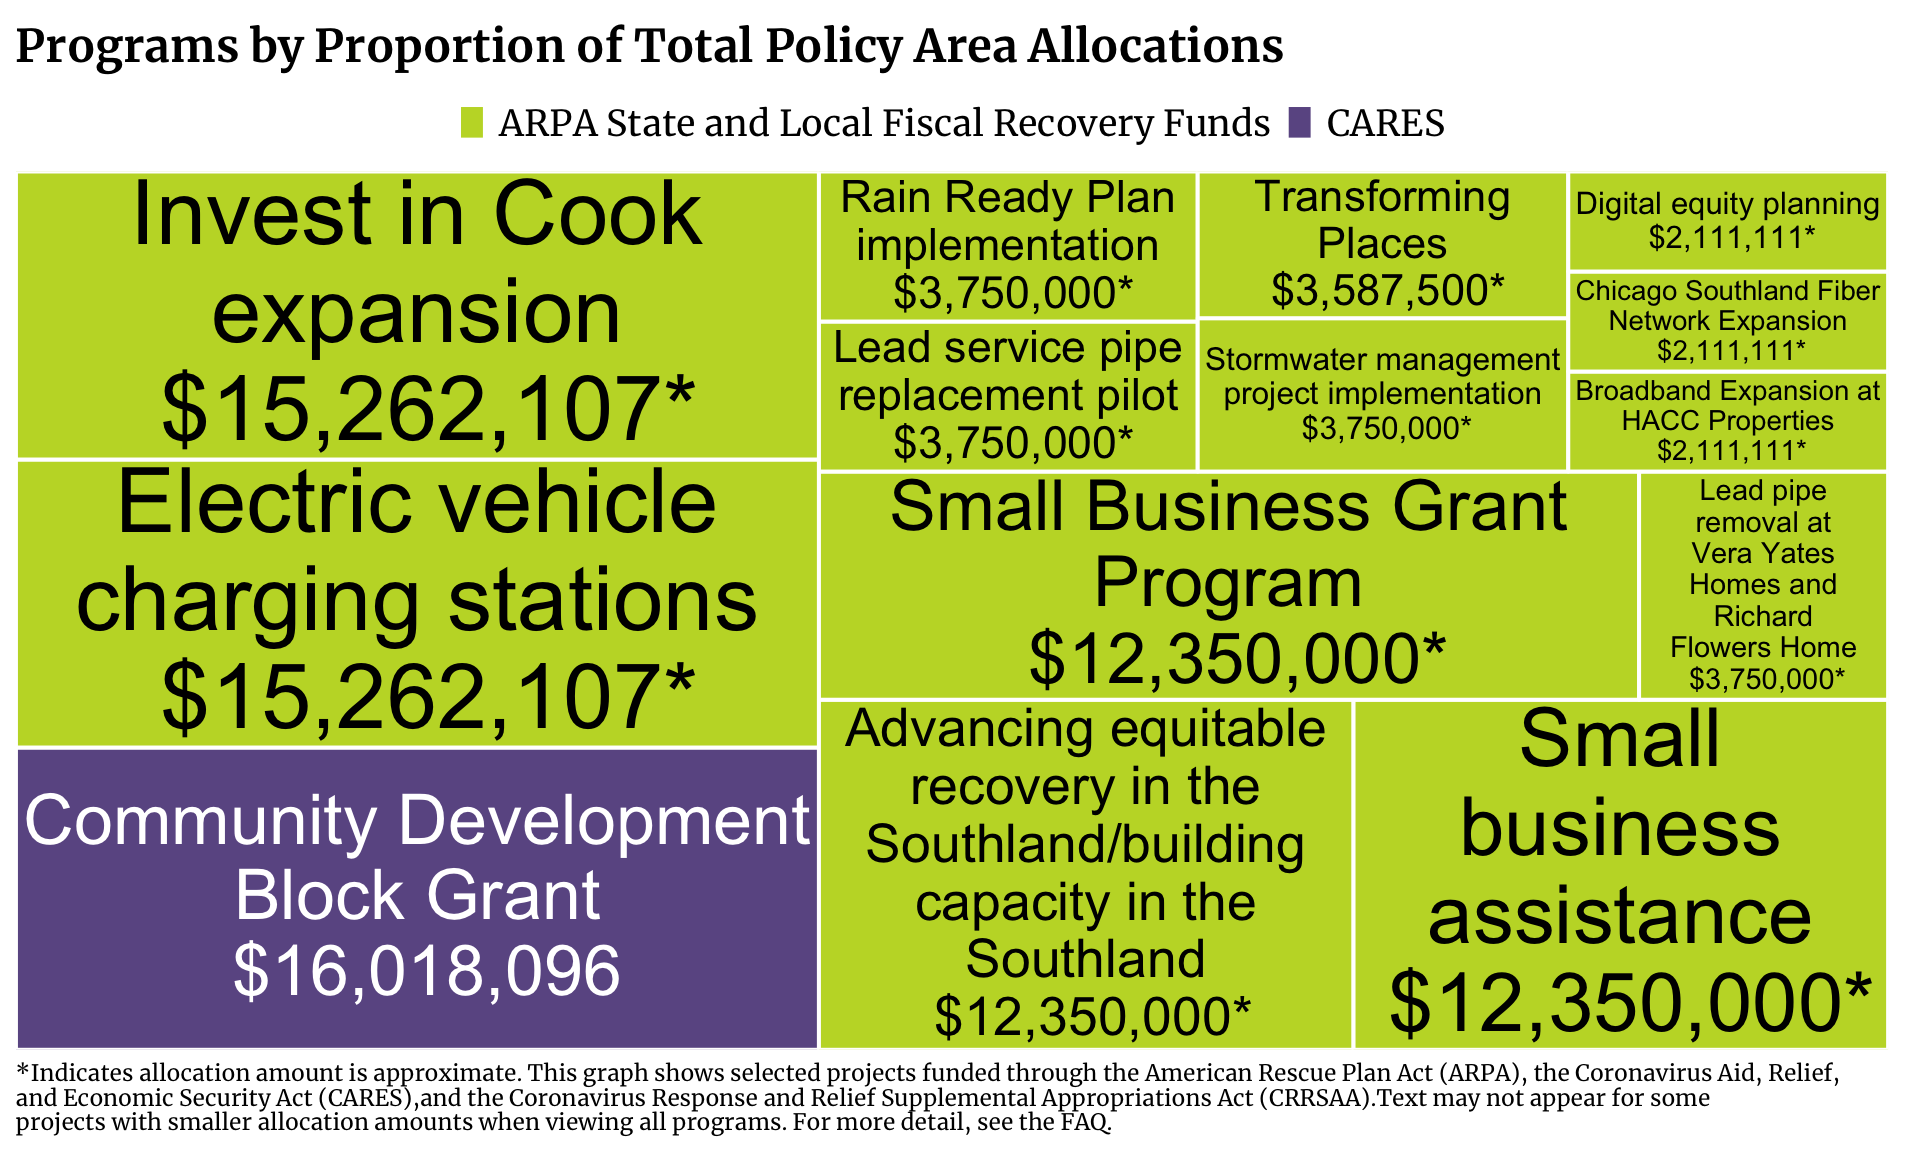 Programs by Proportion of Total Policy Area Allocations
ARPA State and Local Fiscal Recovery Funds
CARES
Invest in Cook
expansion
$15,262,107*
Electric vehicle
charging stations
$15,262,107*
Community Development
Block Grant
$16,018,096
Rain Ready Plan
implementation
$3,750,000*
Lead service pipe
replacement pilot
$3,750,000*
Transforming
Places
$3,587,500*
Stormwater management
project implementation
$3,750,000*
Digital equity planning
$2,111,111*
Chicago Southland Fiber
Network Expansion
$2,111,111*
Broadband Expansion at
HACC Properties
$2,111,111*
Small Business Grant
Program
$12,350,000*
Lead pipe
removal at
Vera Yates
Homes and
Richard
Flowers Home
$3,750,000*
Advancing equitable
recovery in the
Southland/building
capacity in the
Southland
$12,350,000*
Small
business
assistance
$12,350,000*
*Indicates allocation amount is approximate. This graph shows selected projects funded through the American Rescue Plan Act (ARPA), the Coronavirus Aid, Relief,
and Economic Security Act (CARES),and the Coronavirus Response and Relief Supplemental Appropriations Act (CRRSAA).Text may not appear for some
projects with smaller allocation amounts when viewing all programs. For more detail, see the FAQ.